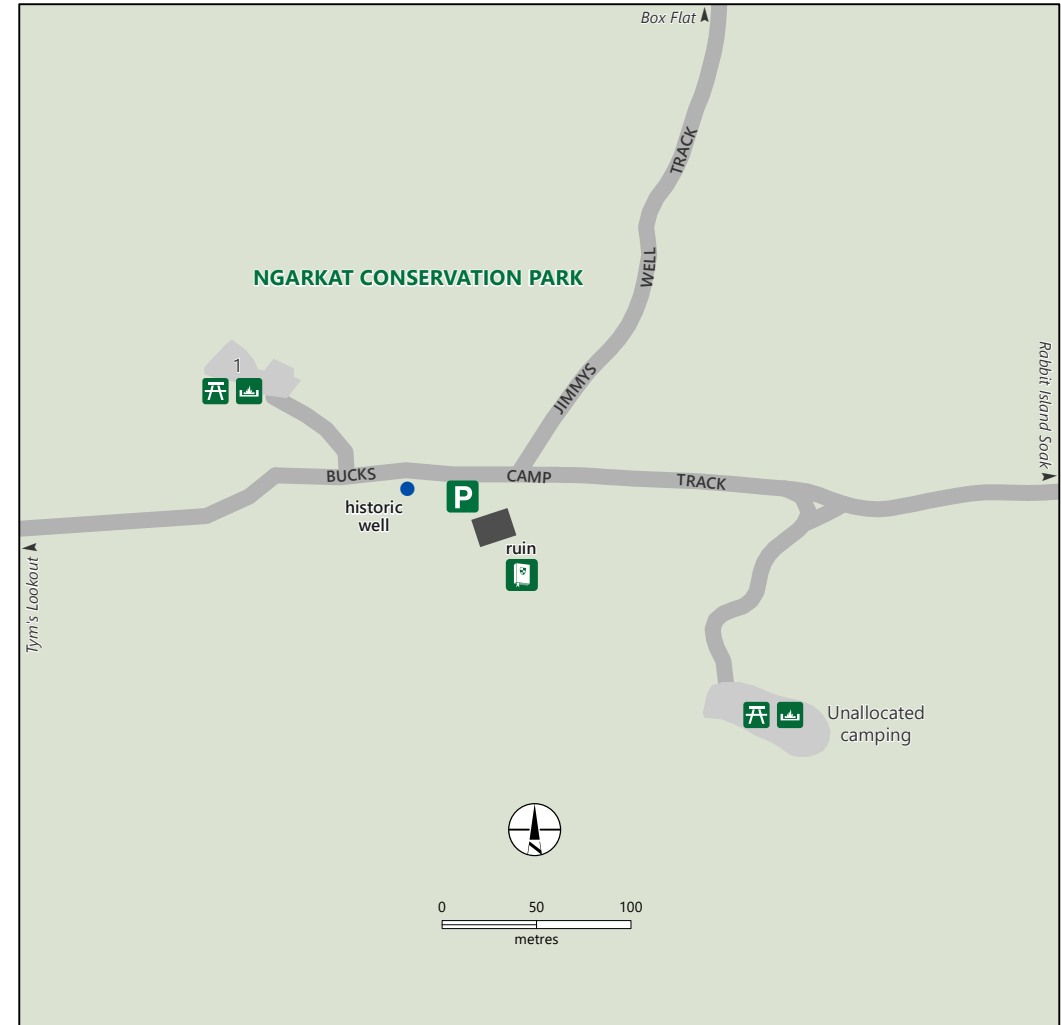 Box Flat
TRACK
WELL
JIMMYS
NGARKAT CONSERVATION PARK
1
Rabbit Island Soak
BUCKS
CAMP
TRACK
historic
well
P
ruin
Tym's Lookout
Unallocated
camping
N
0 50 100
metres